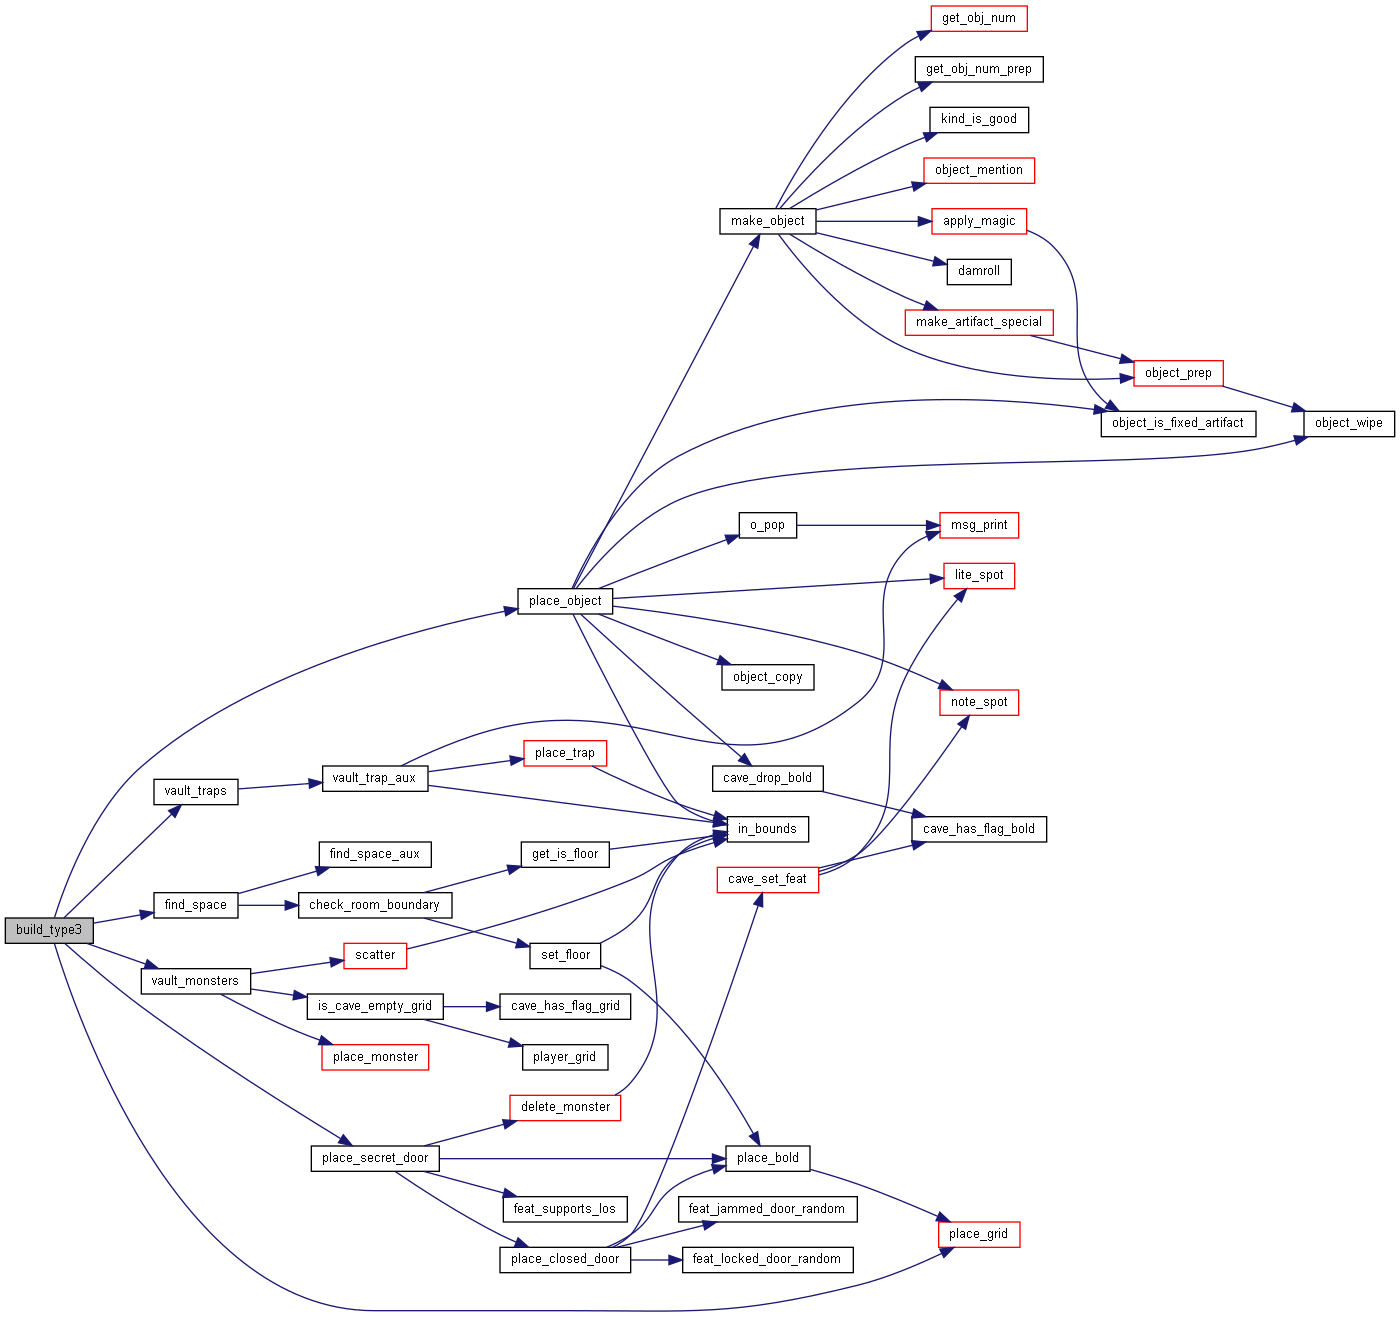 get_obj_num
get_obj_num_prep
kind_is_good
object_mention
make_object
apply_magic
damroll
make_artifact_special
object_prep
object_is_fixed_artifact
object_wipe
o_pop
msg_print
lite_spot
place_object
object_copy
note_spot
place_trap
vault_trap_aux
cave_drop_bold
vault_traps
in_bounds
cave_has_flag_bold
find_space_aux
get_is_floor
cave_set_feat
find_space
check_room_boundary
build_type3
scatter
set_floor
vault_monsters
is_cave_empty_grid
cave_has_flag_grid
place_monster
player_grid
delete_monster
place_secret_door
place_bold
feat_supports_los
feat_jammed_door_random
place_grid
place_closed_door
feat_locked_door_random